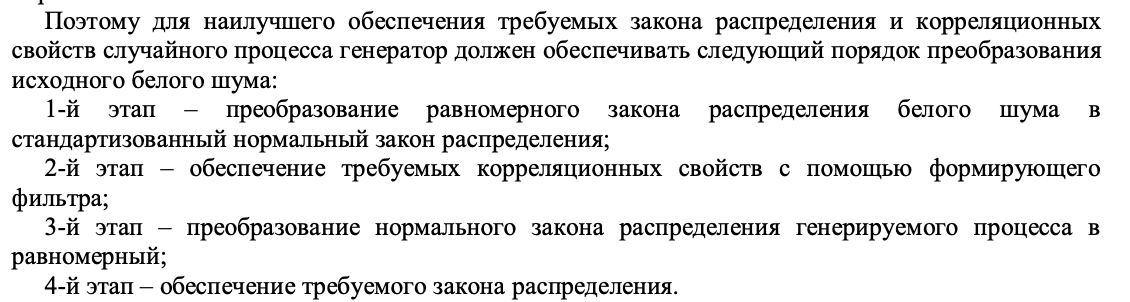 Поэтому для наилучшего обеспечения требуемых закона распределения и корреляционных
свойств случайного процесса генератор должен обеспечивать следующий порядок преобразования
исходного белого шума:
1-й этап – преобразование равномерного закона распределения белого шума в
стандартизованный нормальный закон распределения;
2-й этап – обеспечение требуемых корреляционных свойств с помощью формирующего
фильтра;
3-й этап – преобразование нормального закона распределения генерируемого процесса в
равномерный;
4-й этап – обеспечение требуемого закона распределения.